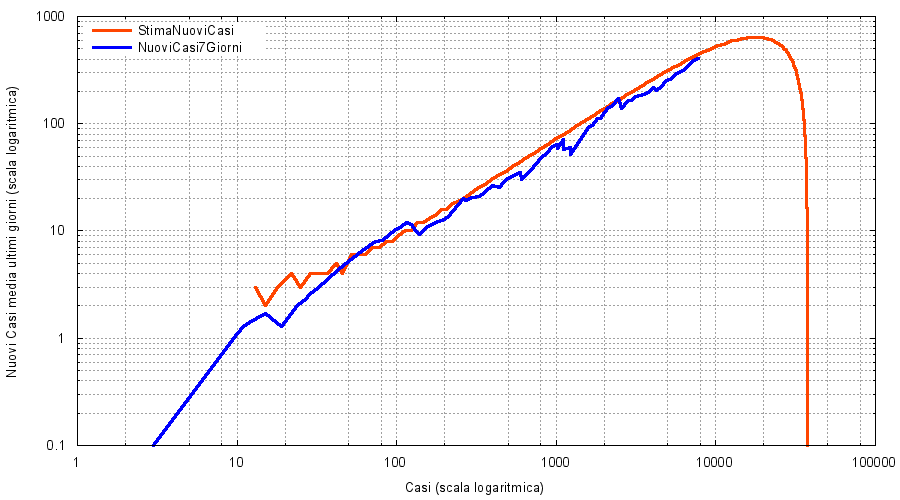 1000
StimaNuoviCasi
NuoviCasi7Giorni
100
10
1
0.1
Nuovi Casi media ultimi giorni (scala logaritmica)
1 10 100 1000 10000 100000
Casi (scala logaritmica)